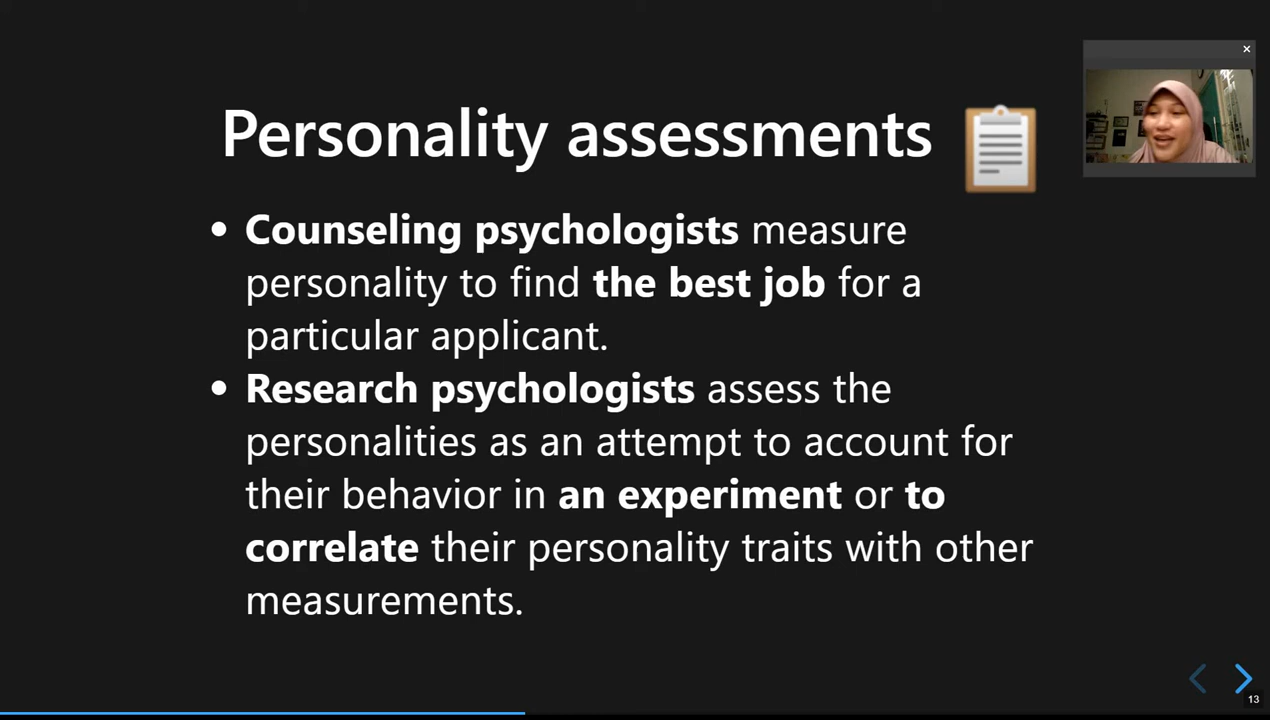 Personality assessments
• Counseling psychologists measure
personality to find the best job for a
particular applicant.
• Research psychologists assess the
personalities as an attempt to account for
their behavior in an experiment or to
correlate their personality traits with other
measurements.
13